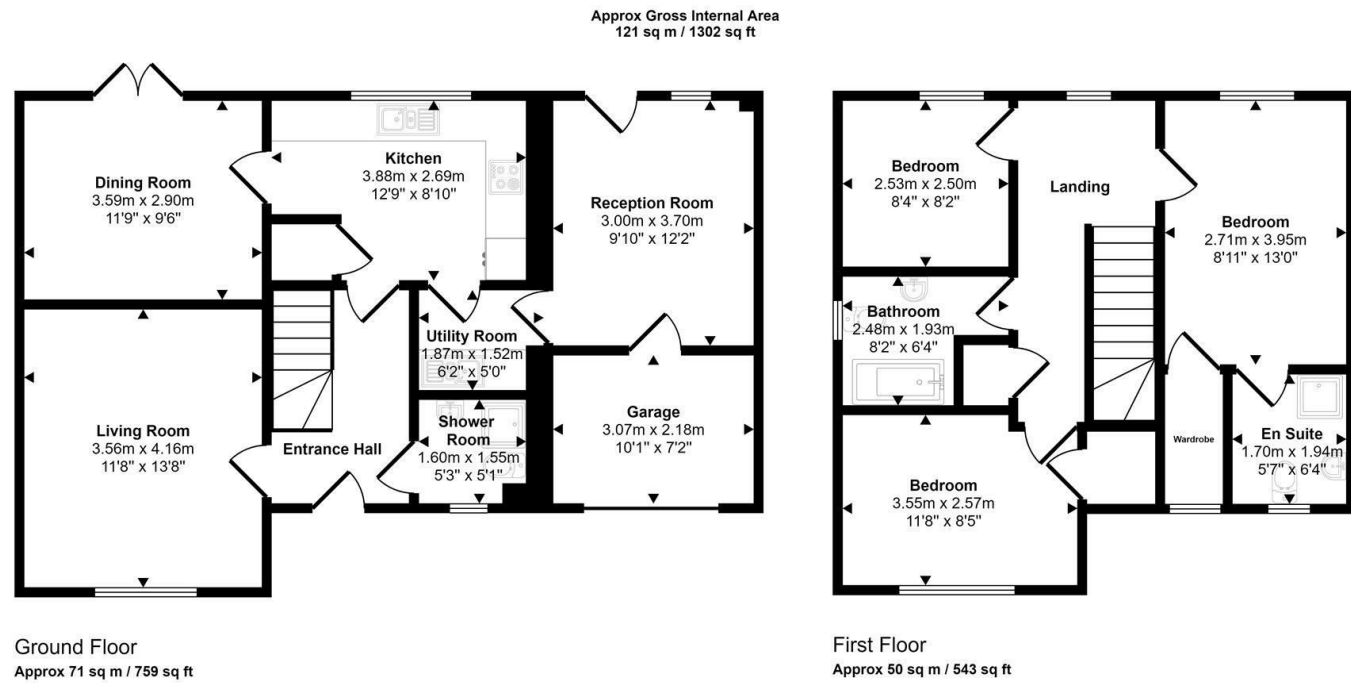 Approx Gross Internal Area
121 sq m / 1302 sq ft
Dining Room
3.59m x 2.90m
11'9" x 9'6"
Kitchen
3.88m x 2.69m
12'9" x 8'10"
Reception Room
3.00m x 3.70m
9'10" x 12'2"
Utility Room
1.87m x 1.52m
6'2" x 5'0"
Living Room
3.56m x 4.16m
11'8" x 13'8"
Entrance Hall
Shower
Room
1.60m x 1.55m
5'3" x 5'1"
Garage
3.07m x 2.18m
10'1" x 7'2"
Ground Floor
Approx 71 sq m / 759 sq ft
Bedroom
2.53m x 2.50m
8'4" x 8'2"
Landing
Bedroom
2.71m x 3.95m
8'11" x 13'0"
Bathroom
2.48m x 1.93m
8'2" x 6'4"
Bedroom
3.55m x 2.57m
11'8" x 8'5"
Wardrobe
En Suite
1.70m x 1.94m
5'7" x 6'4"
First Floor
Approx 50 sq m / 543 sq ft